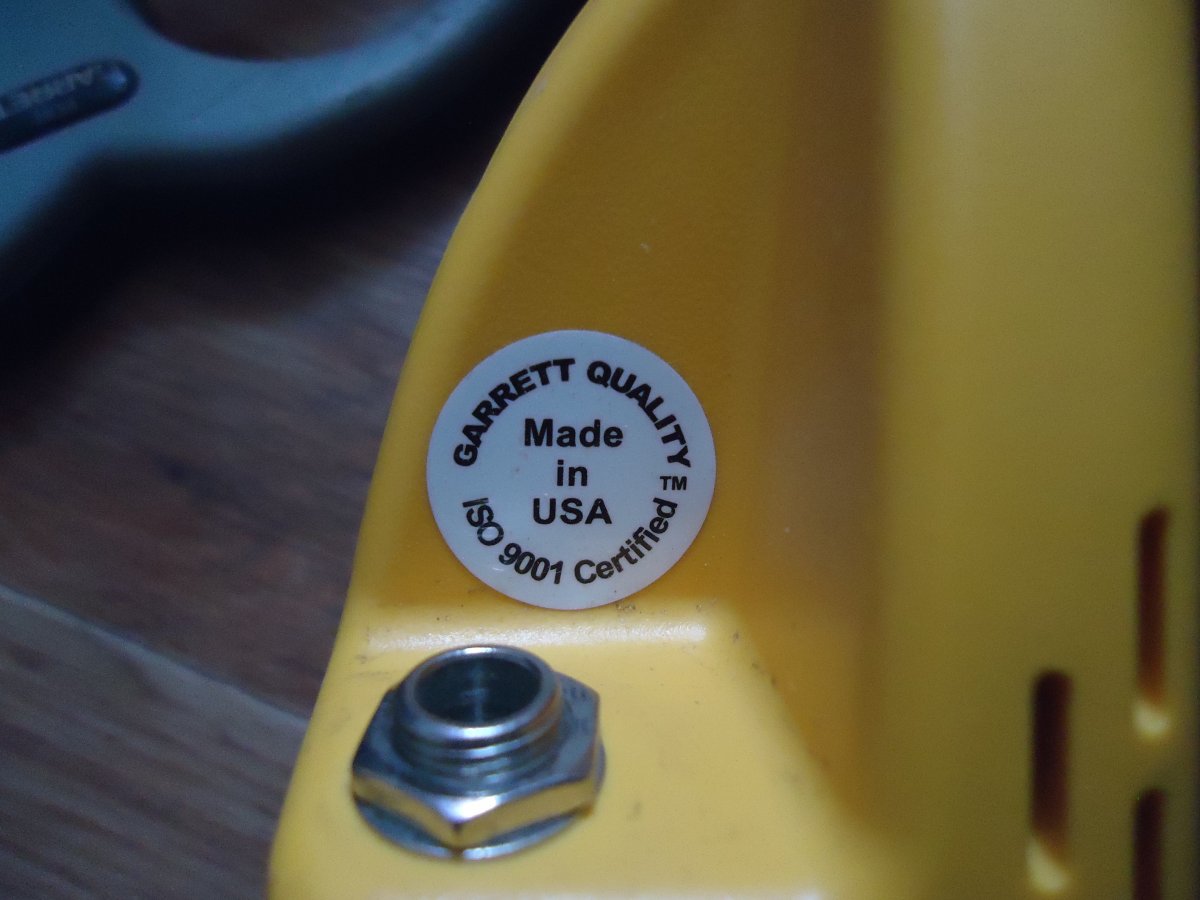 GARRETT QUALITY ™
Made
in
USA
ISO 9001 Certified